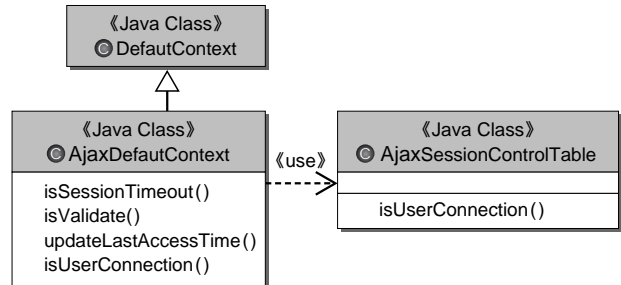 《Java Class》
C DefautContext
《Java Class》
C AjaxDefautContext
isSessionTimeout()
isValidate()
updateLastAccessTime()
isUserConnection()
《use》
《Java Class》
C AjaxSessionControlTable
isUserConnection()